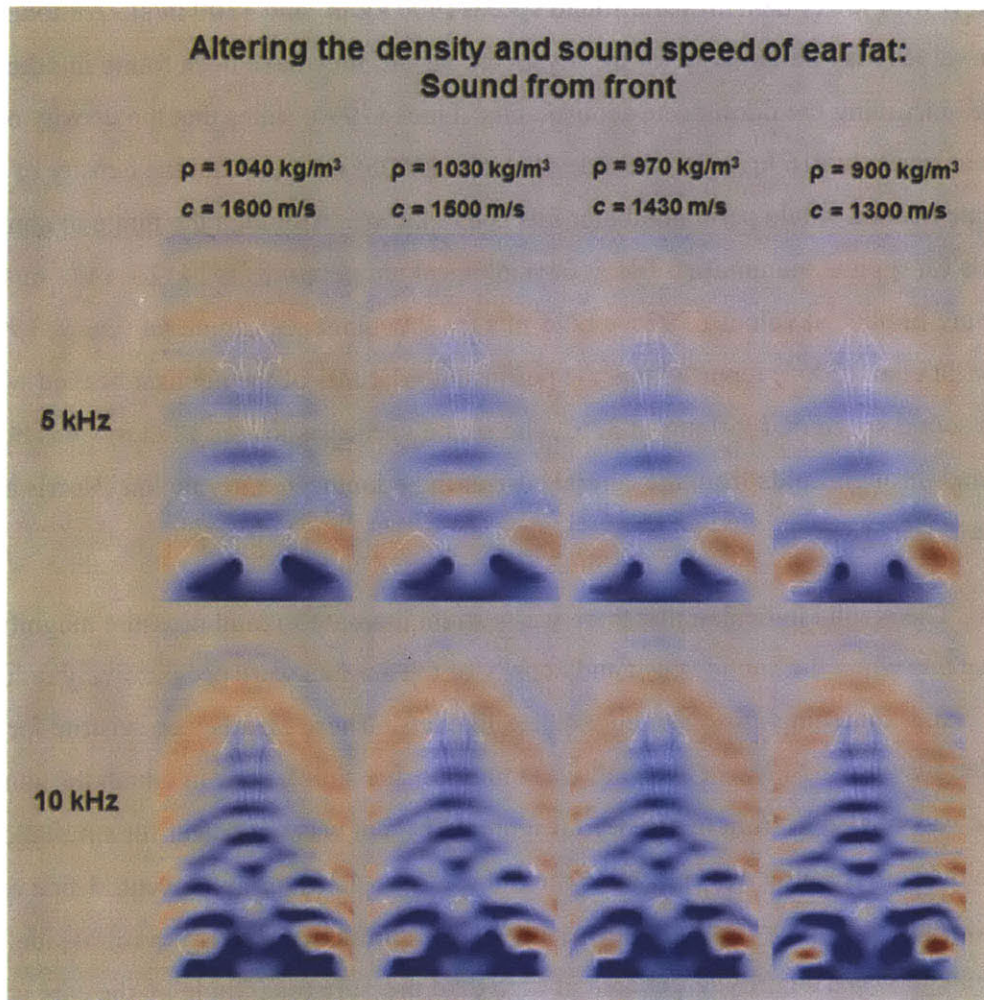 Altering the density and sound speed of ear fat:
Sound from front
ρ = 1040 kg/m³ ρ = 1030 kg/m³ ρ = 970 kg/m³ ρ = 900 kg/m³
c = 1600 m/s c = 1500 m/s c = 1430 m/s c = 1300 m/s
5 kHz
10 kHz